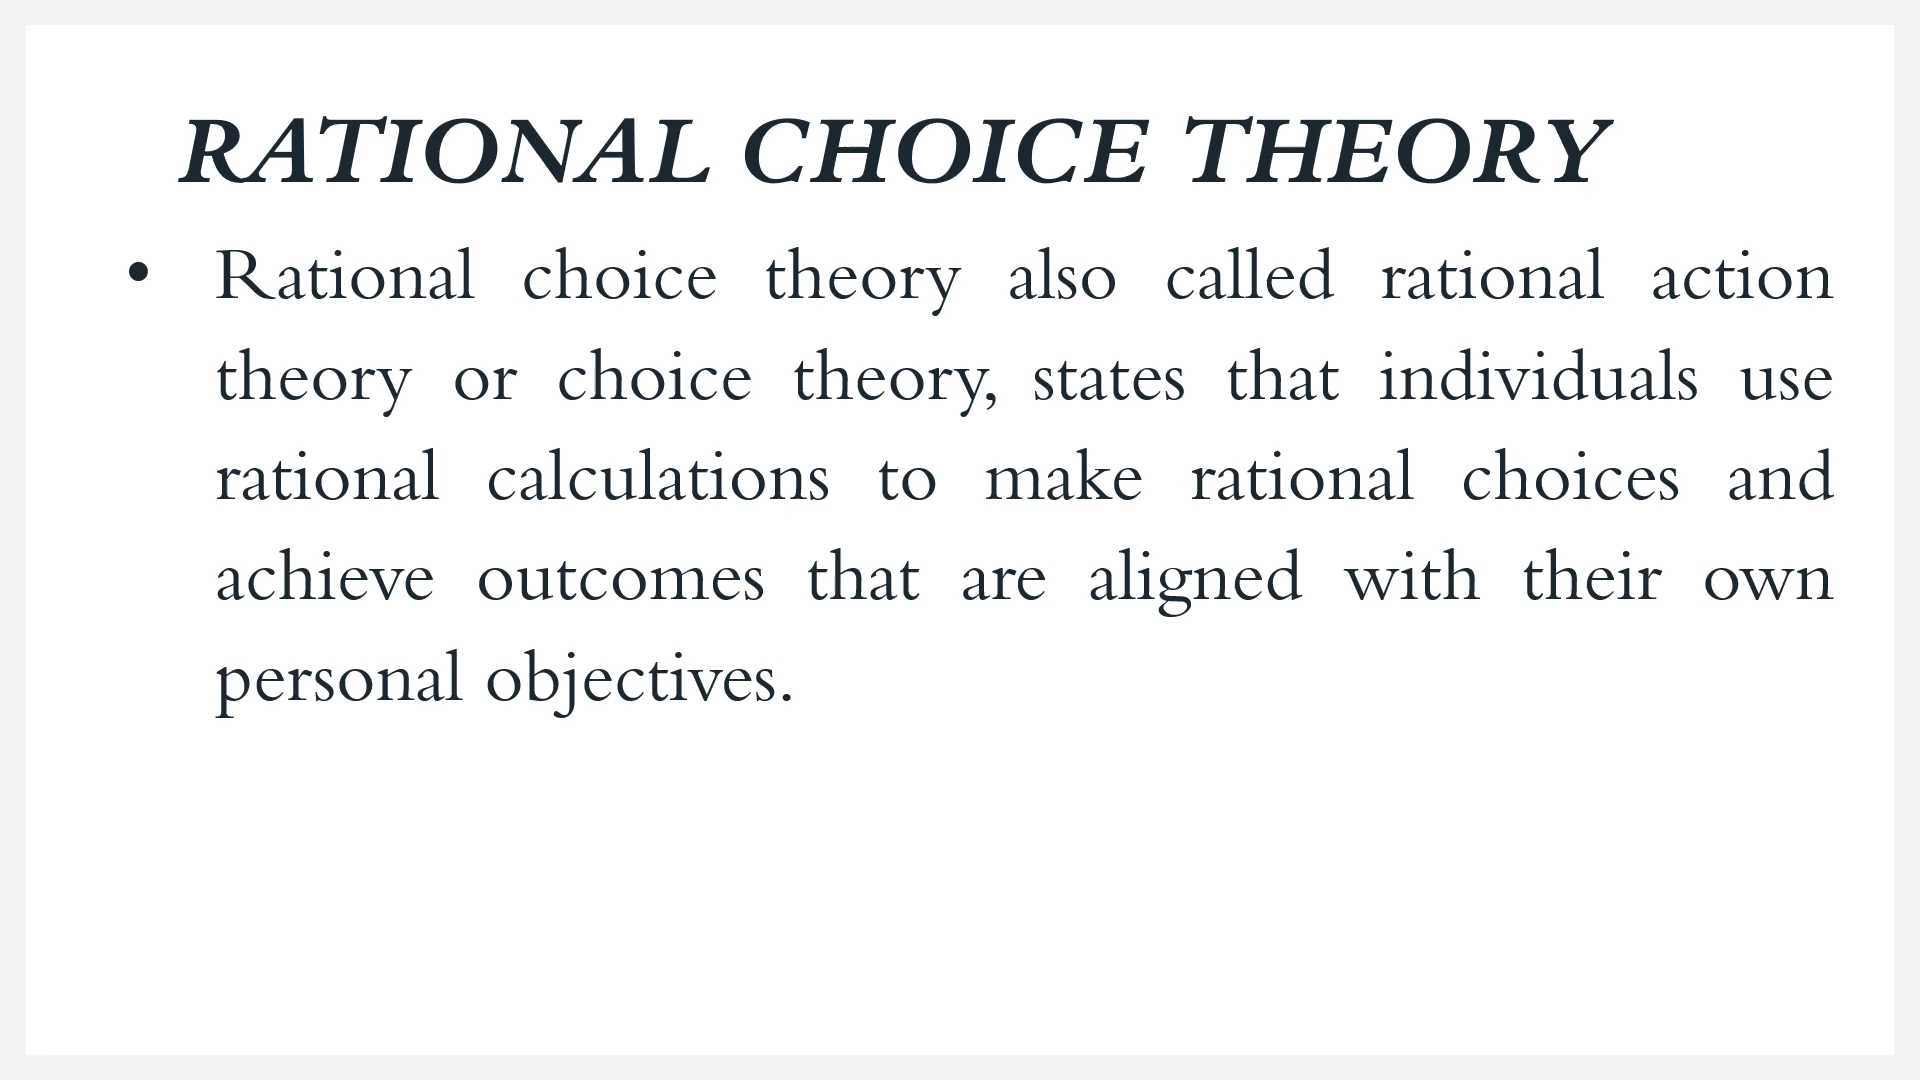 RATIONAL CHOICE THEORY
• Rational choice theory also called rational action
theory or choice theory, states that individuals use
rational calculations to make rational choices and
achieve outcomes that are aligned with their own
personal objectives.